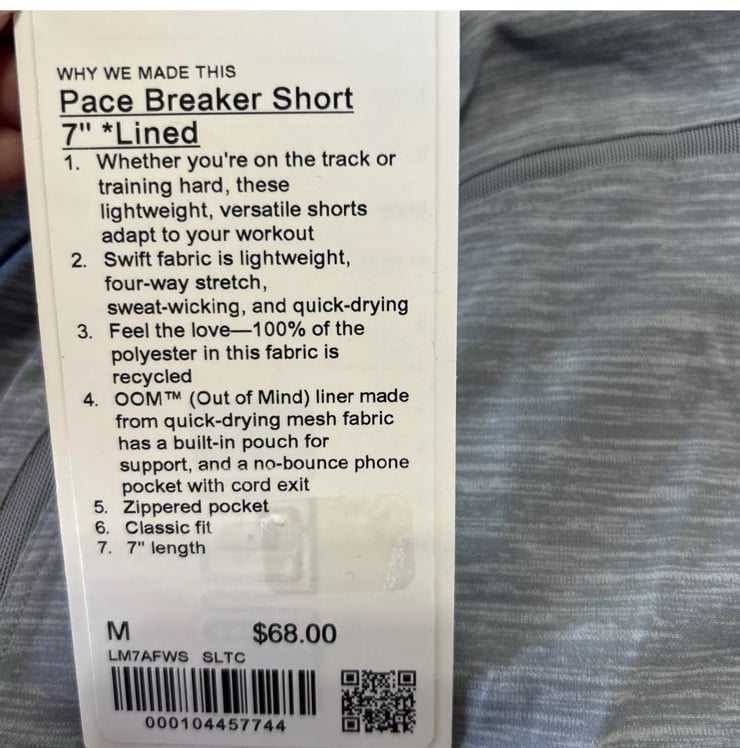 WHY WE MADE THIS
Pace Breaker Short
7" *Lined
1. Whether you're on the track or
training hard, these
lightweight, versatile shorts
adapt to your workout
2. Swift fabric is lightweight,
four-way stretch,
sweat-wicking, and quick-drying
3. Feel the love—100% of the
polyester in this fabric is
recycled
4. OOM™ (Out of Mind) liner made
from quick-drying mesh fabric
has a built-in pouch for
support, and a no-bounce phone
pocket with cord exit
5. Zippered pocket
6. Classic fit
7. 7" length
M $68.00
LM7AFWS SLTC
000104457744